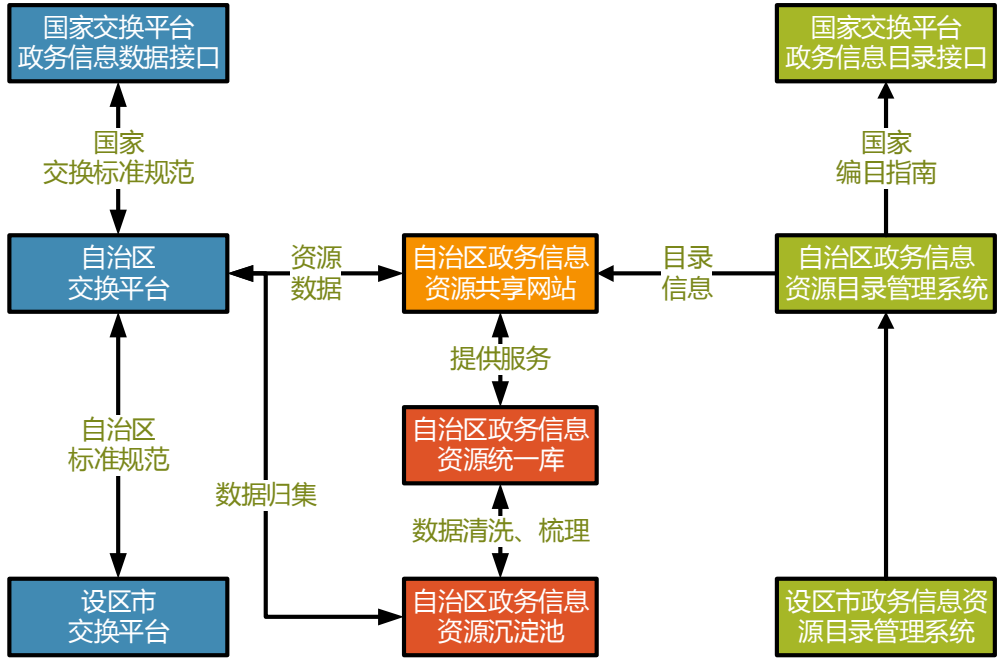 国家交换平台
政务信息数据接口
国家交换平台
政务信息目录接口
国家
交换标准规范
国家
编目指南
自治区
交换平台
资源
数据
自治区政务信息
资源共享网站
目录
信息
自治区政务信息
资源目录管理系统
提供服务
自治区
标准规范
自治区政务信息
资源统一库
数据归集
数据清洗、梳理
设区市
交换平台
自治区政务信息
资源沉淀池
设区市政务信息资
源目录管理系统